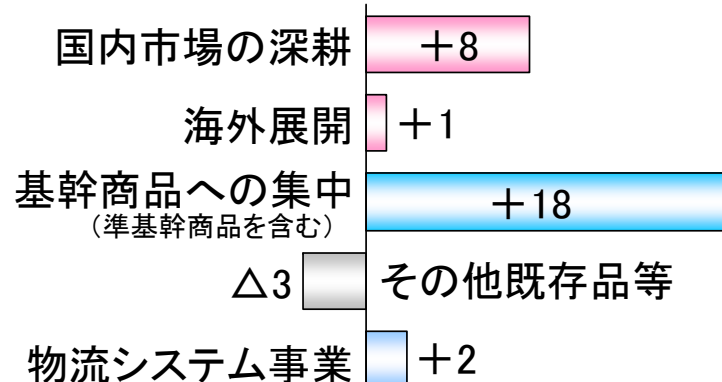 国内市場の深耕 +8
海外展開 +1
基幹商品への集中 +18
（準基幹商品を含む）
△3 その他既存品等
物流システム事業 +2